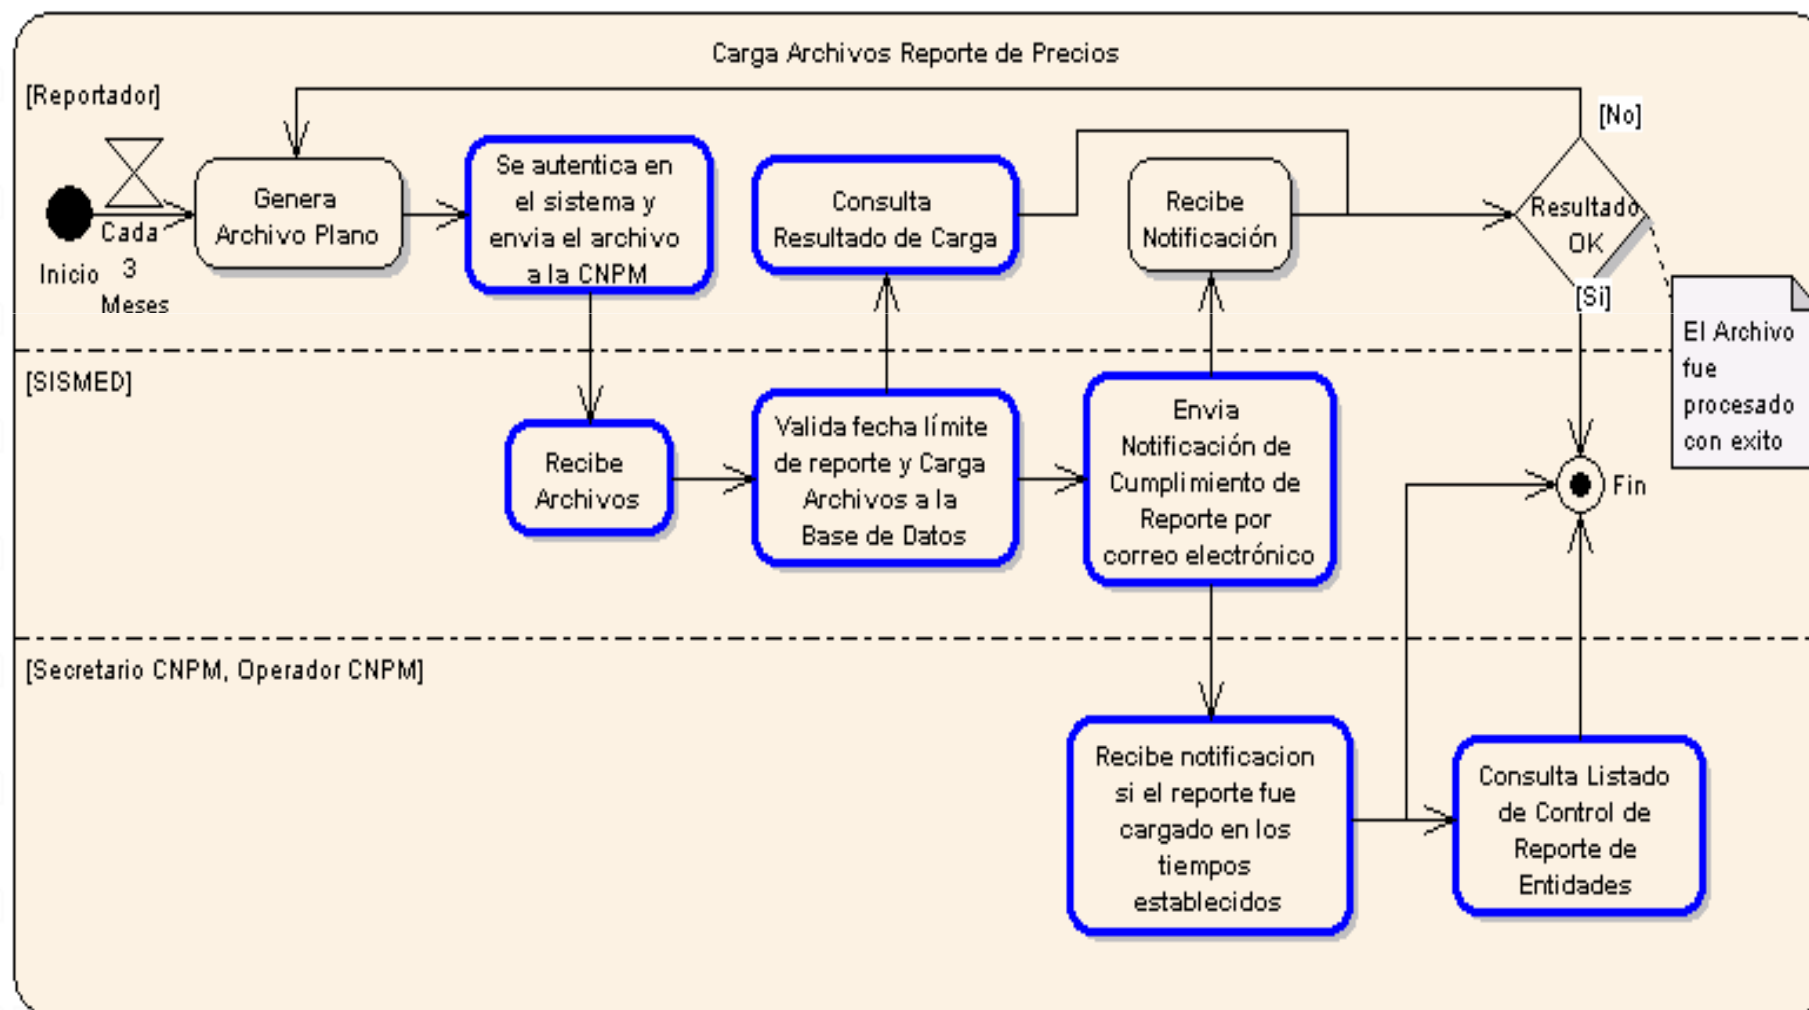 Carga Archivos Reporte de Precios
[Reportador]
[No]
Inicio
Cada
3
Meses
Genera
Archivo Plano
Se autentica en
el sistema y
envia el archivo
a la CNPM
Consulta
Resultado de Carga
Recibe
Notificación
Resultado
OK
[Si]
El Archivo
fue
procesado
con exito
[SISMED]
Recibe
Archivos
Valida fecha límite
de reporte y Carga
Archivos a la
Base de Datos
Envia
Notificación de
Cumplimiento de
Reporte por
correo electrónico
Fin
[Secretario CNPM, Operador CNPM]
Recibe notificacion
si el reporte fue
cargado en los
tiempos
establecidos
Consulta Listado
de Control de
Reporte de
Entidades